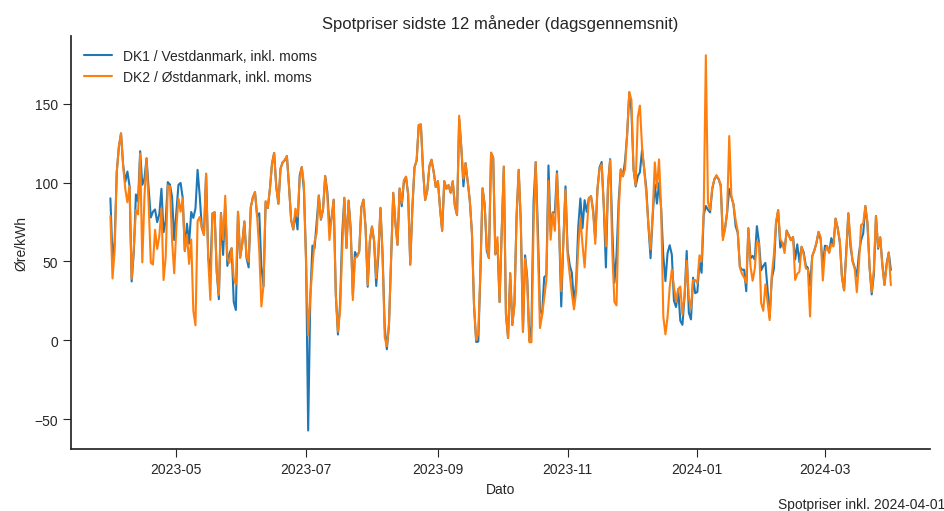 Spotpriser sidste 12 måneder (dagsgennemsnit)
DK1 / Vestdanmark, inkl. moms
DK2 / Østdanmark, inkl. moms
Øre/kWh
150
100
50
0
−50
2023-05
2023-07
2023-09
2023-11
2024-01
2024-03
Dato
Spotpriser inkl. 2024-04-01